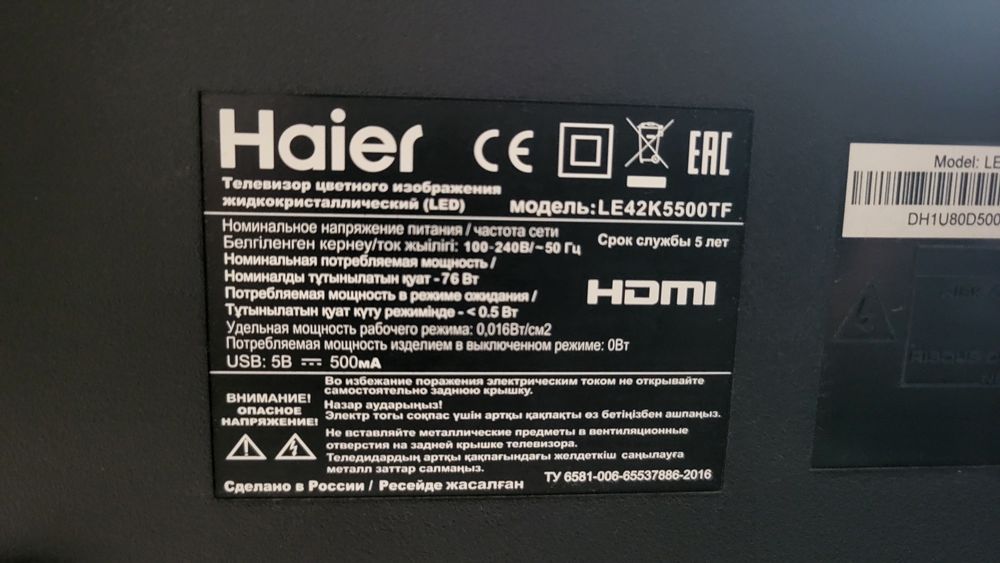 Haier
CE
EAC
Телевизор цветного изображения
жидкокристаллический (LED)
модель:LE42K5500TF
Номинальное напряжение питания / частота сети
Белгіленген кернеу/ток жыілігі: 100-240В/~50 Гц
Срок службы 5 лет
Номинальная потребляемая мощность /
Номиналды тұтынылатын қуат -76 Вт
HDMI
Потребляемая мощность в режиме ожидания /
Тұтынылатын қуат күту режимінде - < 0.5 Вт
Удельная мощность рабочего режима: 0,016Вт/см2
Потребляемая мощность изделием в выключенном режиме: 0Вт
USB: 5В ⎓ 500мА
ВНИМАНИЕ!
ОПАСНОЕ
НАПРЯЖЕНИЕ!
Во избежание поражения электрическим током не открывайте
самостоятельно заднюю крышку.
Назар аударыңыз!
Электр тогы соқпас үшін артқы қақпақты өз бетіңізбен ашпаңыз.
Не вставляйте металлические предметы в вентиляционные
отверстия на задней крышке телевизора.
Теледидардың артқы қақпағындағы желдеткіш саңылауға
металл заттар салмаңыз.
Сделано в России / Ресейде жасалған
ТУ 6581-006-65537886-2016
Model: LE
DH1U80D500